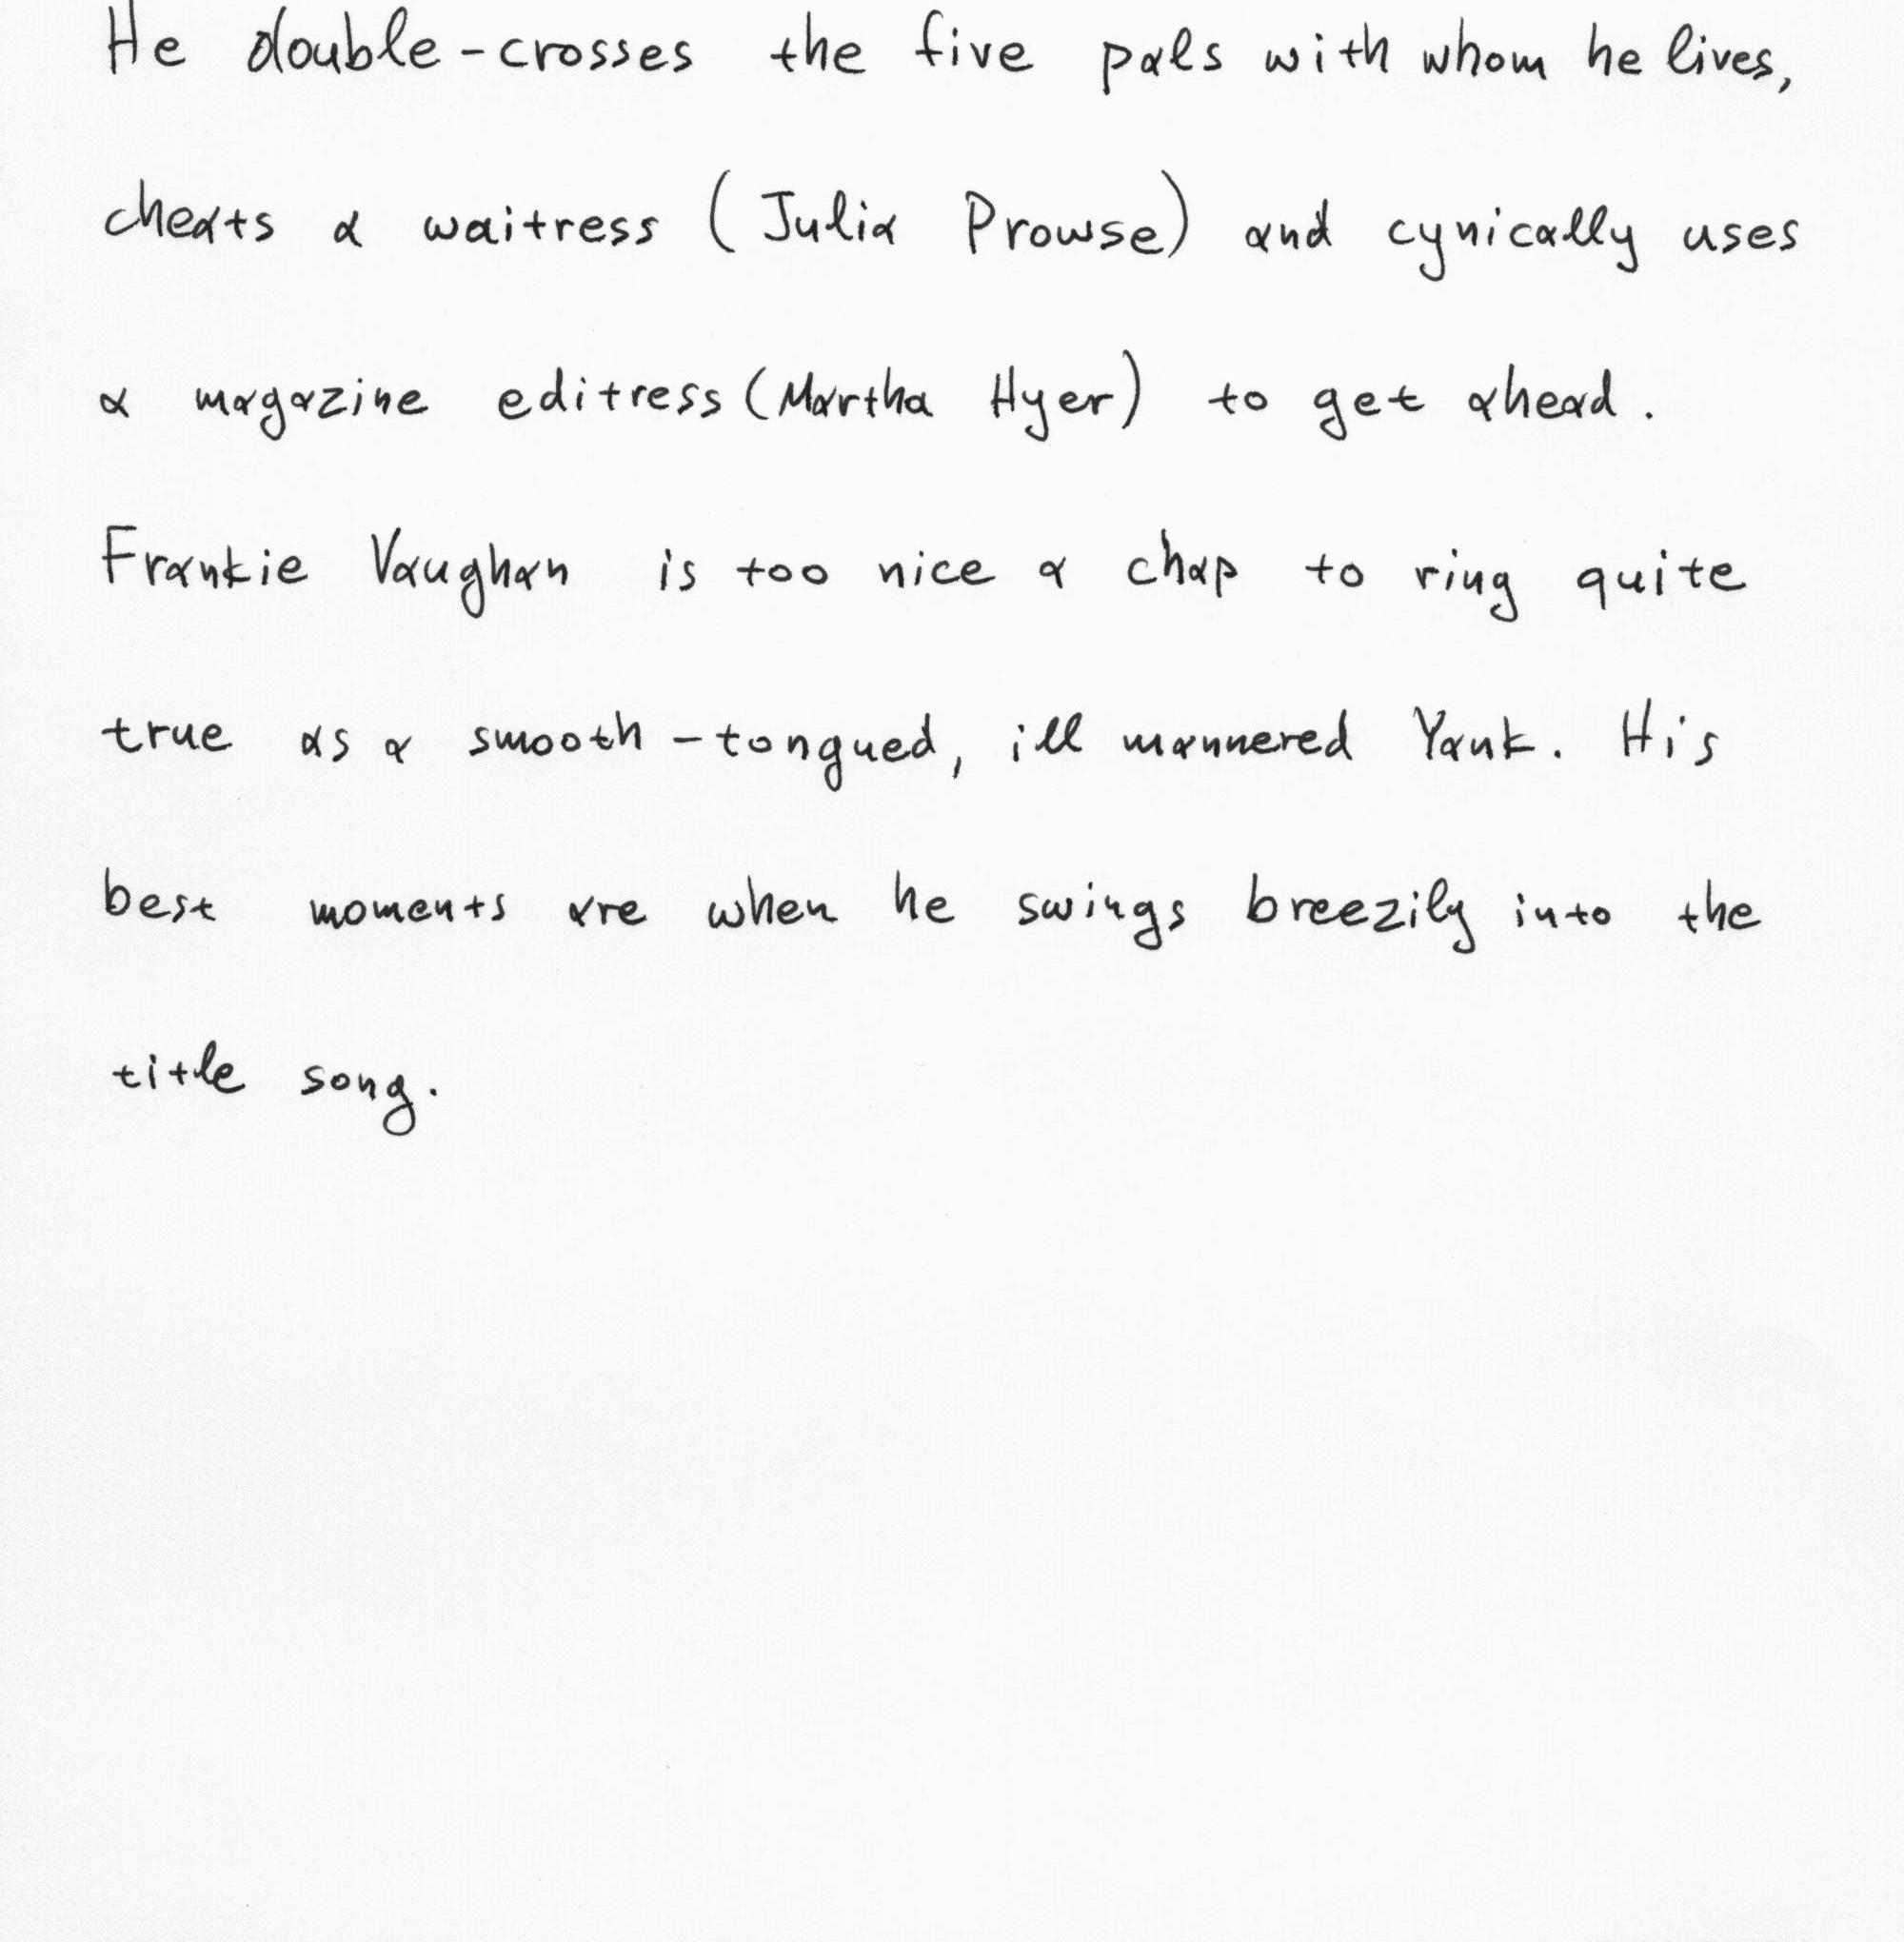 He double-crosses the five pals with whom he lives,
cheats a waitress (Julia Prowse) and cynically uses
a magazine editress (Martha Hyer) to get ahead.
Frankie Vaughan is too nice a chap to ring quite
true as a smooth-tongued, ill mannered Yank. His
best moments are when he swings breezily into the
title song.